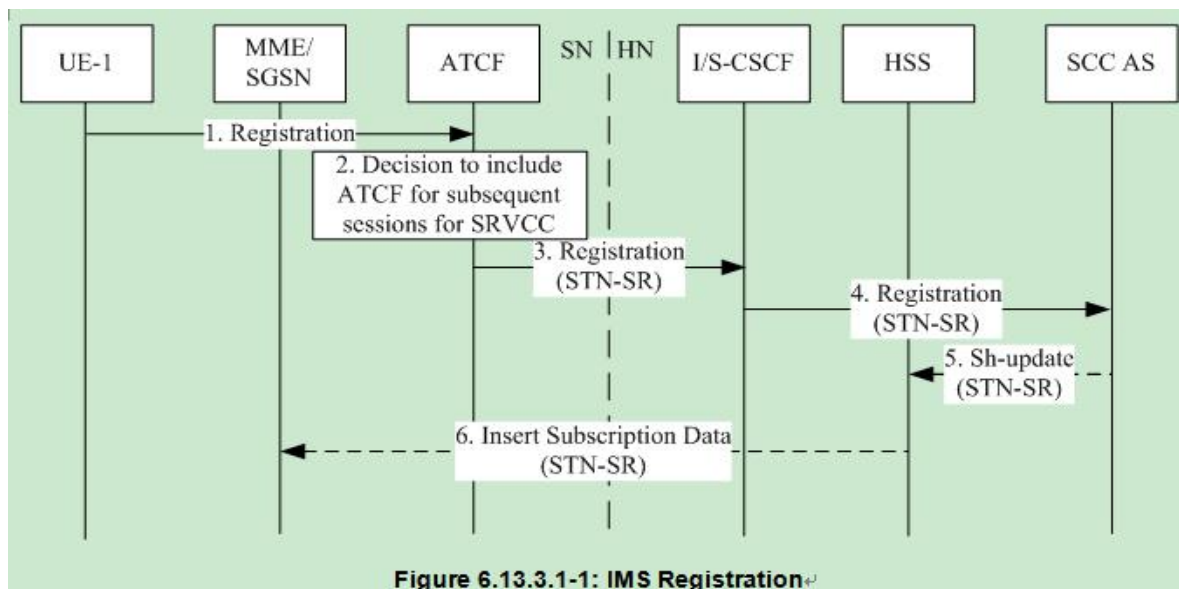 UE-1
MME/
SGSN
ATCF
SN
HN
I/S-CSCF
HSS
SCC AS
1. Registration
2. Decision to include
ATCF for subsequent
sessions for SRVCC
3. Registration
(STN-SR)
4. Registration
(STN-SR)
5. Sh-update
(STN-SR)
6. Insert Subscription Data
(STN-SR)
Figure 6.13.3.1-1: IMS Registration